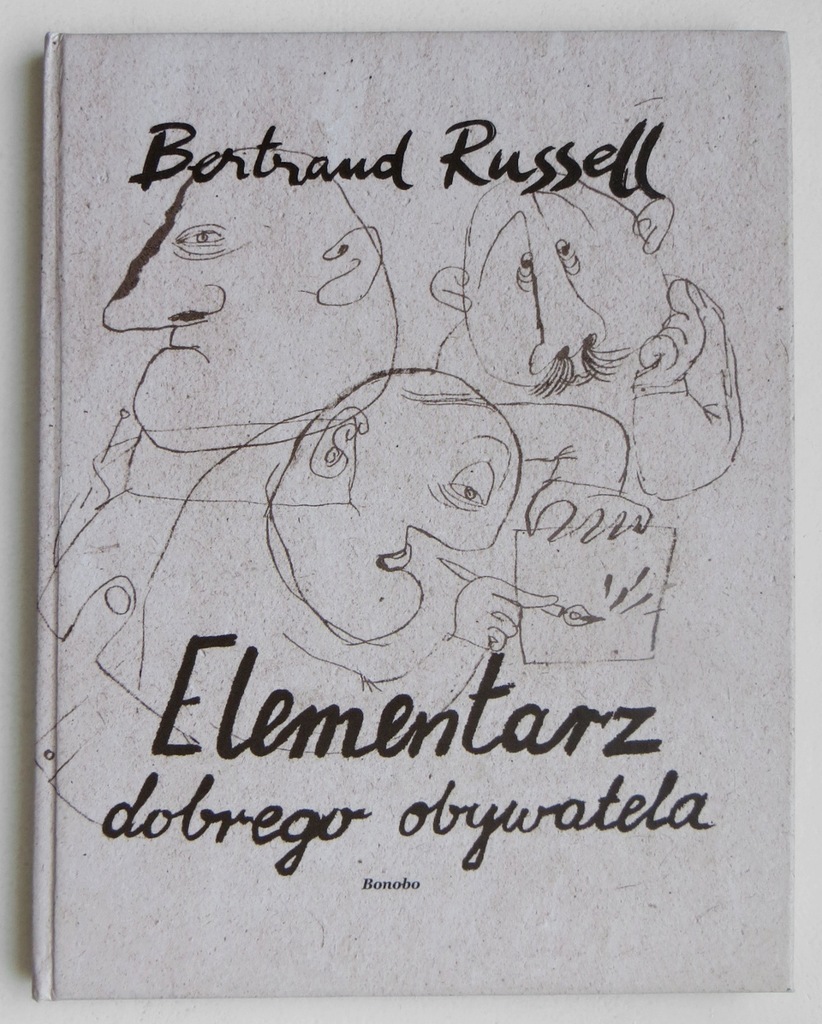 Bertrand Russell
Elementarz
dobrego obywatela
Bonobo